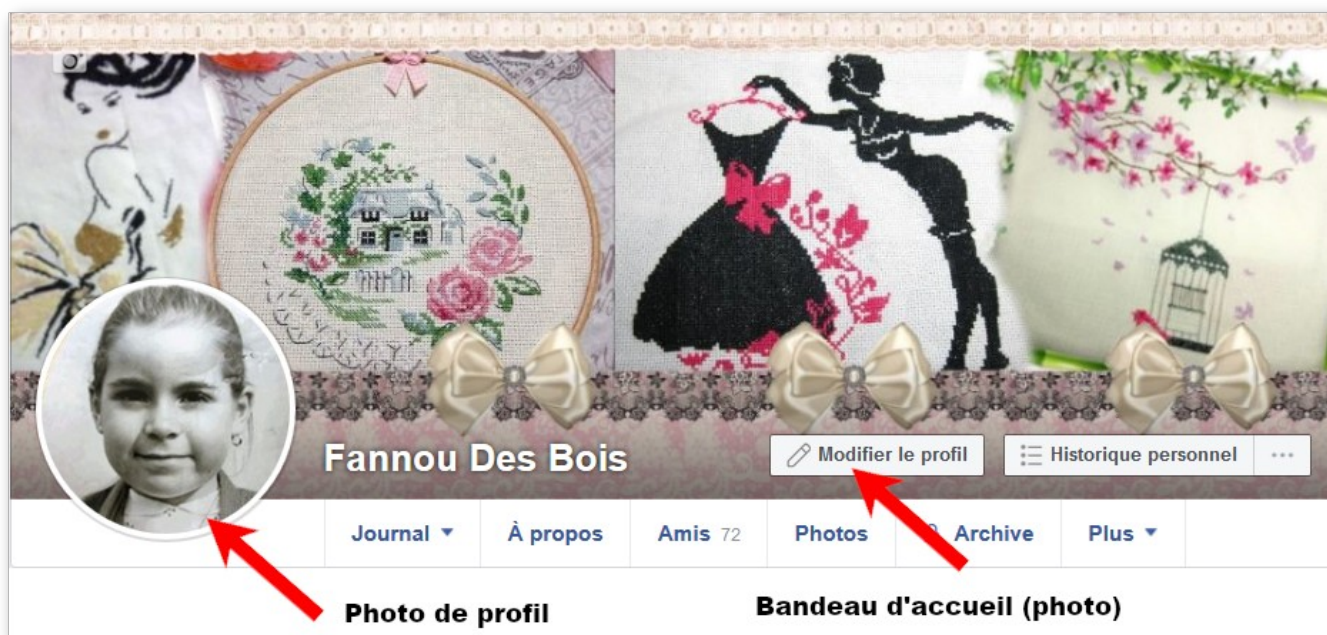 Fannou Des Bois
Modifier le profil
Historique personnel
Journal
À propos
Amis 72
Photos
Archive
Plus
Photo de profil
Bandeau d'accueil (photo)